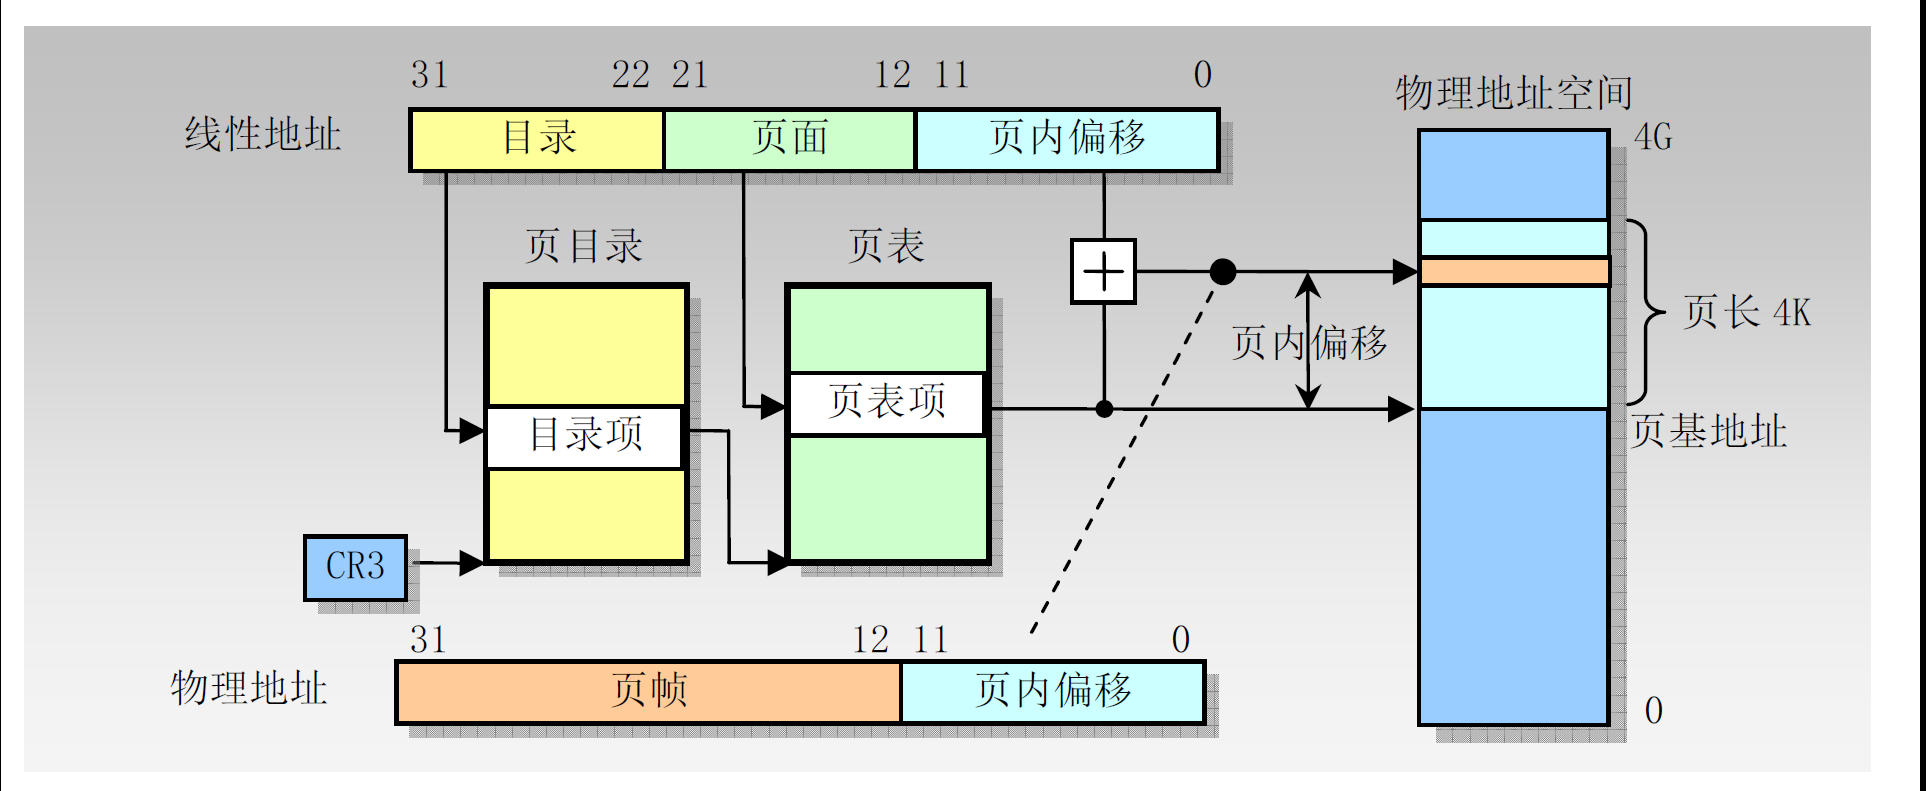 31 22 21 12 11 0
物理地址空间
线性地址 目录 页面 页内偏移
4G
页目录 页表
页长 4K
页内偏移
页表项
目录项
页基地址
CR3
31 12 11 0
物理地址 页帧 页内偏移
0